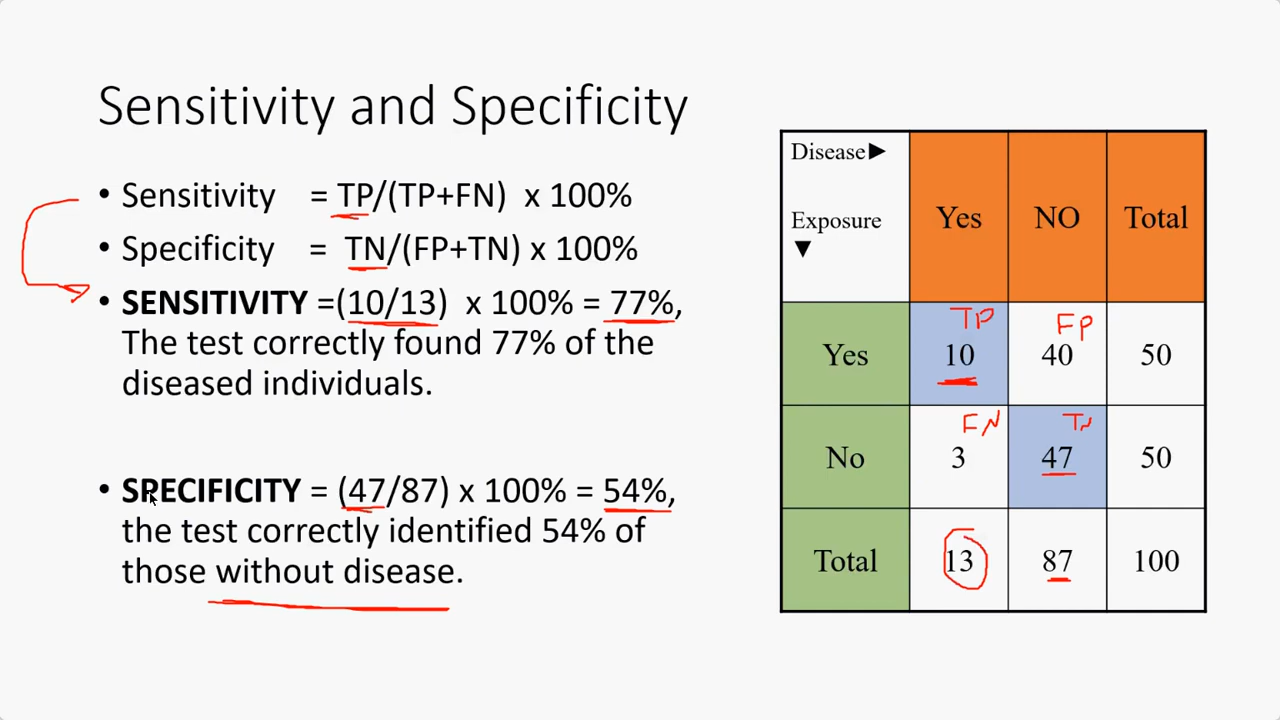 Sensitivity and Specificity
• Sensitivity = TP/(TP+FN) x 100%
• Specificity = TN/(FP+TN) x 100%
• SENSITIVITY =(10/13) x 100% = 77%,
The test correctly found 77% of the
diseased individuals.
• SPECIFICITY = (47/87) x 100% = 54%,
the test correctly identified 54% of
those without disease.
Disease►
Exposure
▼
Yes NO Total
TP FP
Yes 10 40 50
FN TN
No 3 47 50
Total 13 87 100